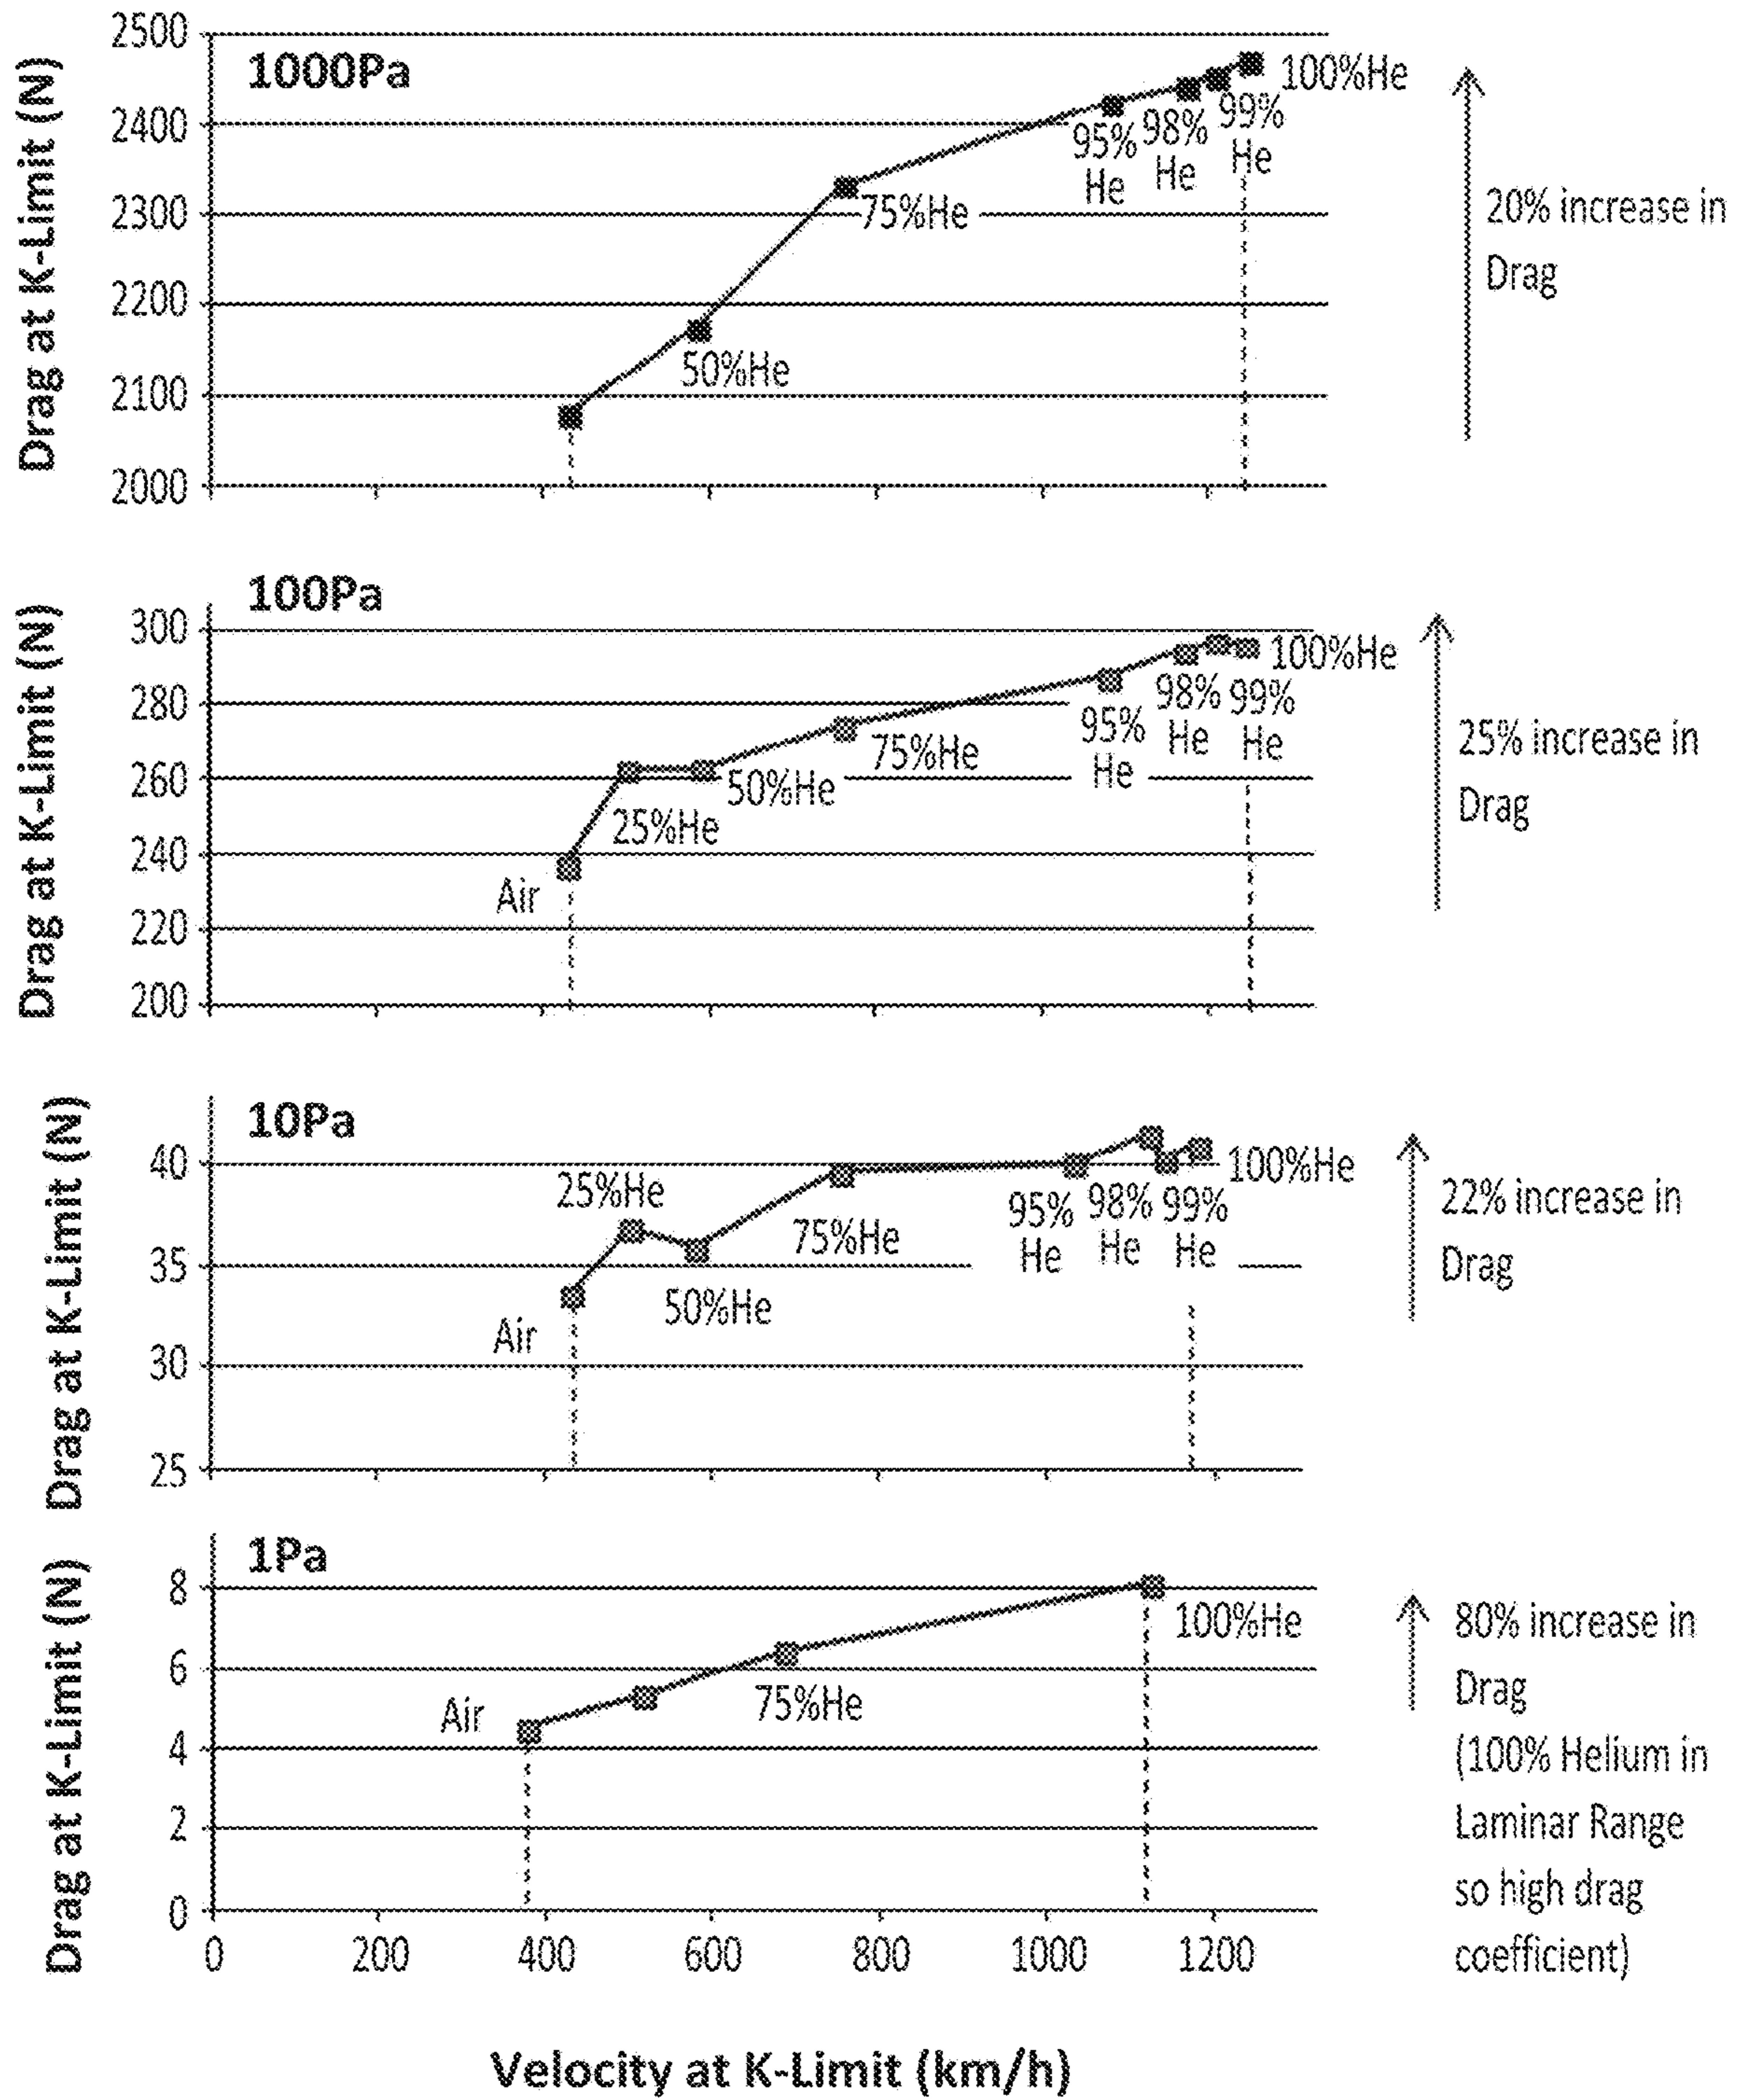 Drag at K-Limit (N)
1000Pa
2500
2400
2300
2200
2100
2000
50%He
75%He
95%
He
98%
He
99%
He
100%He
20% increase in
Drag
Drag at K-Limit (N)
100Pa
300
280
260
240
220
200
Air
25%He
50%He
75%He
95%
He
98%
He
99%
He
100%He
25% increase in
Drag
Drag at K-Limit (N)
10Pa
40
35
30
25
Air
25%He
50%He
75%He
95%
He
98%
He
99%
He
100%He
22% increase in
Drag
Drag at K-Limit (N)
1Pa
8
6
4
2
0
Air
75%He
100%He
80% increase in
Drag
(100% Helium in
Laminar Range
so high drag
coefficient)
0 200 400 600 800 1000 1200
Velocity at K-Limit (km/h)